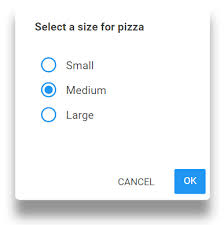 Select a size for pizza
Small
Medium
Large
CANCEL OK